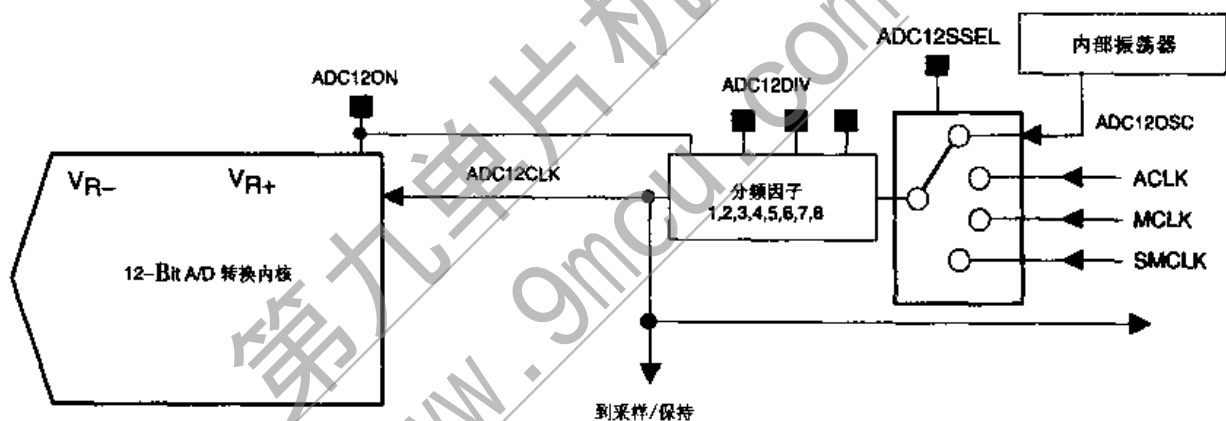 ADC12SSEL
内部振荡器
ADC12ON
ADC12DIV
ADC12OSC
VR-
VR+
ADC12CLK
分频因子
1,2,3,4,5,6,7,8
ACLK
MCLK
SMCLK
12-Bit A/D 转换内核
到采样/保持
第九单片机
www.9mcu.com